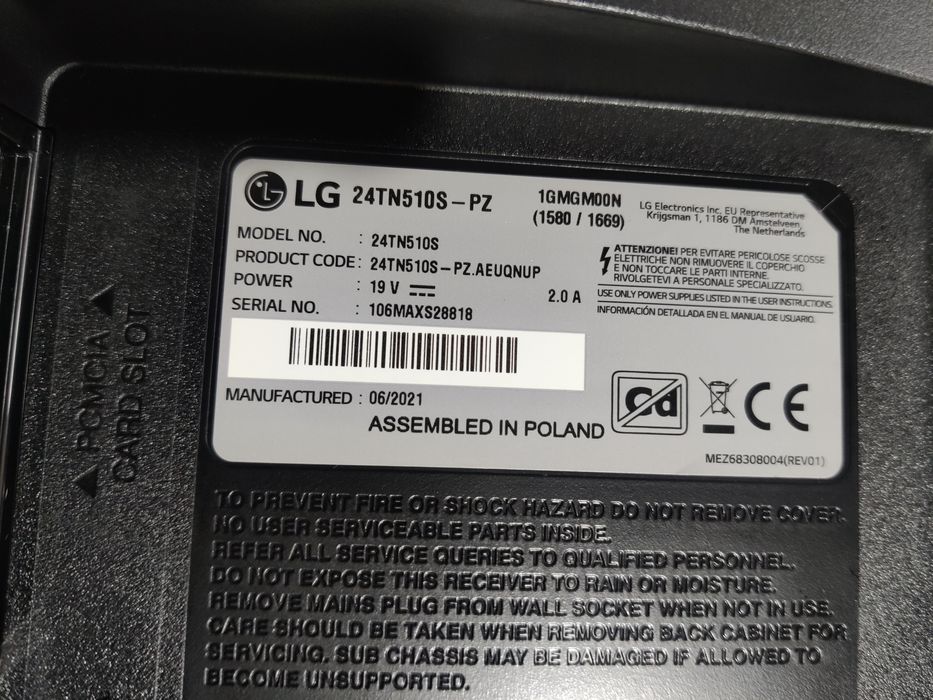 LG 24TN510S-PZ
1GMGM00N
(1580 / 1669)
LG Electronics Inc. EU Representative
Krijgsman 1, 1186 DM Amstelveen,
The Netherlands
MODEL NO. : 24TN510S
PRODUCT CODE : 24TN510S-PZ.AEUQNUP
POWER : 19 V 2.0 A
SERIAL NO. : 106MAXS28818
ATTENZIONE! PER EVITARE PERICOLOSE SCOSSE
ELETTRICHE NON RIMUOVERE IL COPERCHIO
E NON TOCCARE LE PARTI INTERNE.
RIVOLGETEVI A PERSONALE SPECIALIZZATO.
USE ONLY POWER SUPPLIES LISTED IN THE USER INSTRUCTIONS.
INFORMACIÓN DETALLADA EN EL MANUAL DE USUARIO.
MANUFACTURED : 06/2021
ASSEMBLED IN POLAND
Cd
CE
MEZ68308004(REV01)
PCMCIA
CARD SLOT
TO PREVENT FIRE OR SHOCK HAZARD DO NOT REMOVE COVER.
NO USER SERVICEABLE PARTS INSIDE.
REFER ALL SERVICE QUERIES TO QUALIFIED PERSONNEL.
DO NOT EXPOSE THIS RECEIVER TO RAIN OR MOISTURE.
REMOVE MAINS PLUG FROM WALL SOCKET WHEN NOT IN USE.
CARE SHOULD BE TAKEN WHEN REMOVING BACK CABINET FOR
SERVICING. SUB CHASSIS MAY BE DAMAGED IF ALLOWED TO
BECOME UNSUPPORTED.